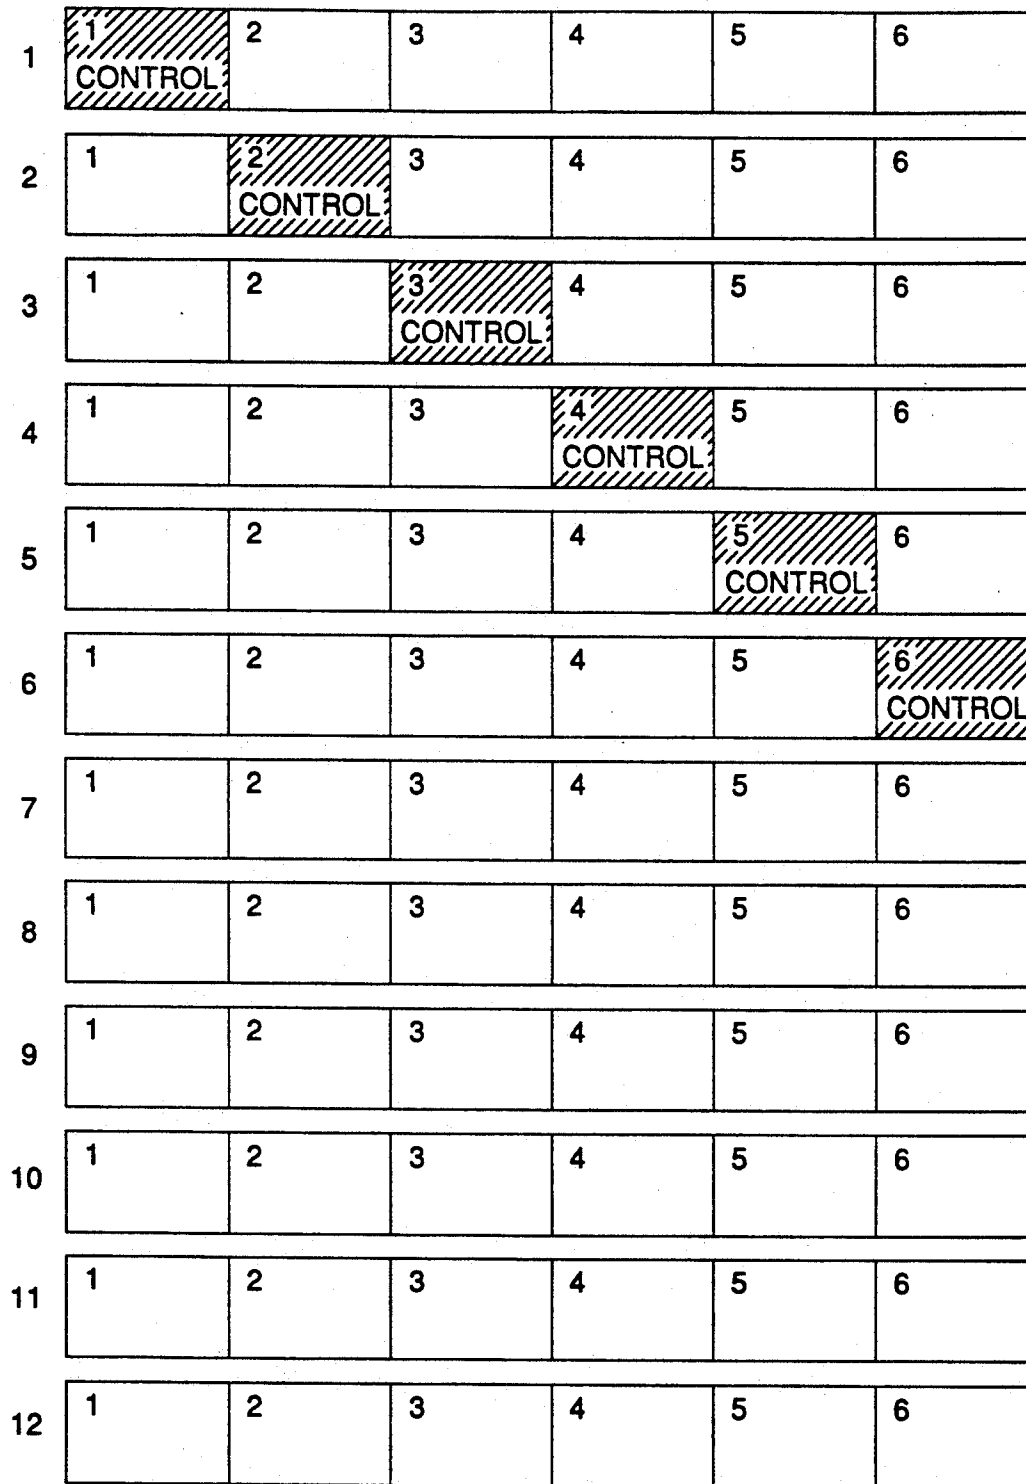 1 1 2 3 4 5 6
CONTROL
2 1 2 3 4 5 6
CONTROL
3 1 2 3 4 5 6
CONTROL
4 1 2 3 4 5 6
CONTROL
5 1 2 3 4 5 6
CONTROL
6 1 2 3 4 5 6
CONTROL
7 1 2 3 4 5 6
8 1 2 3 4 5 6
9 1 2 3 4 5 6
10 1 2 3 4 5 6
11 1 2 3 4 5 6
12 1 2 3 4 5 6